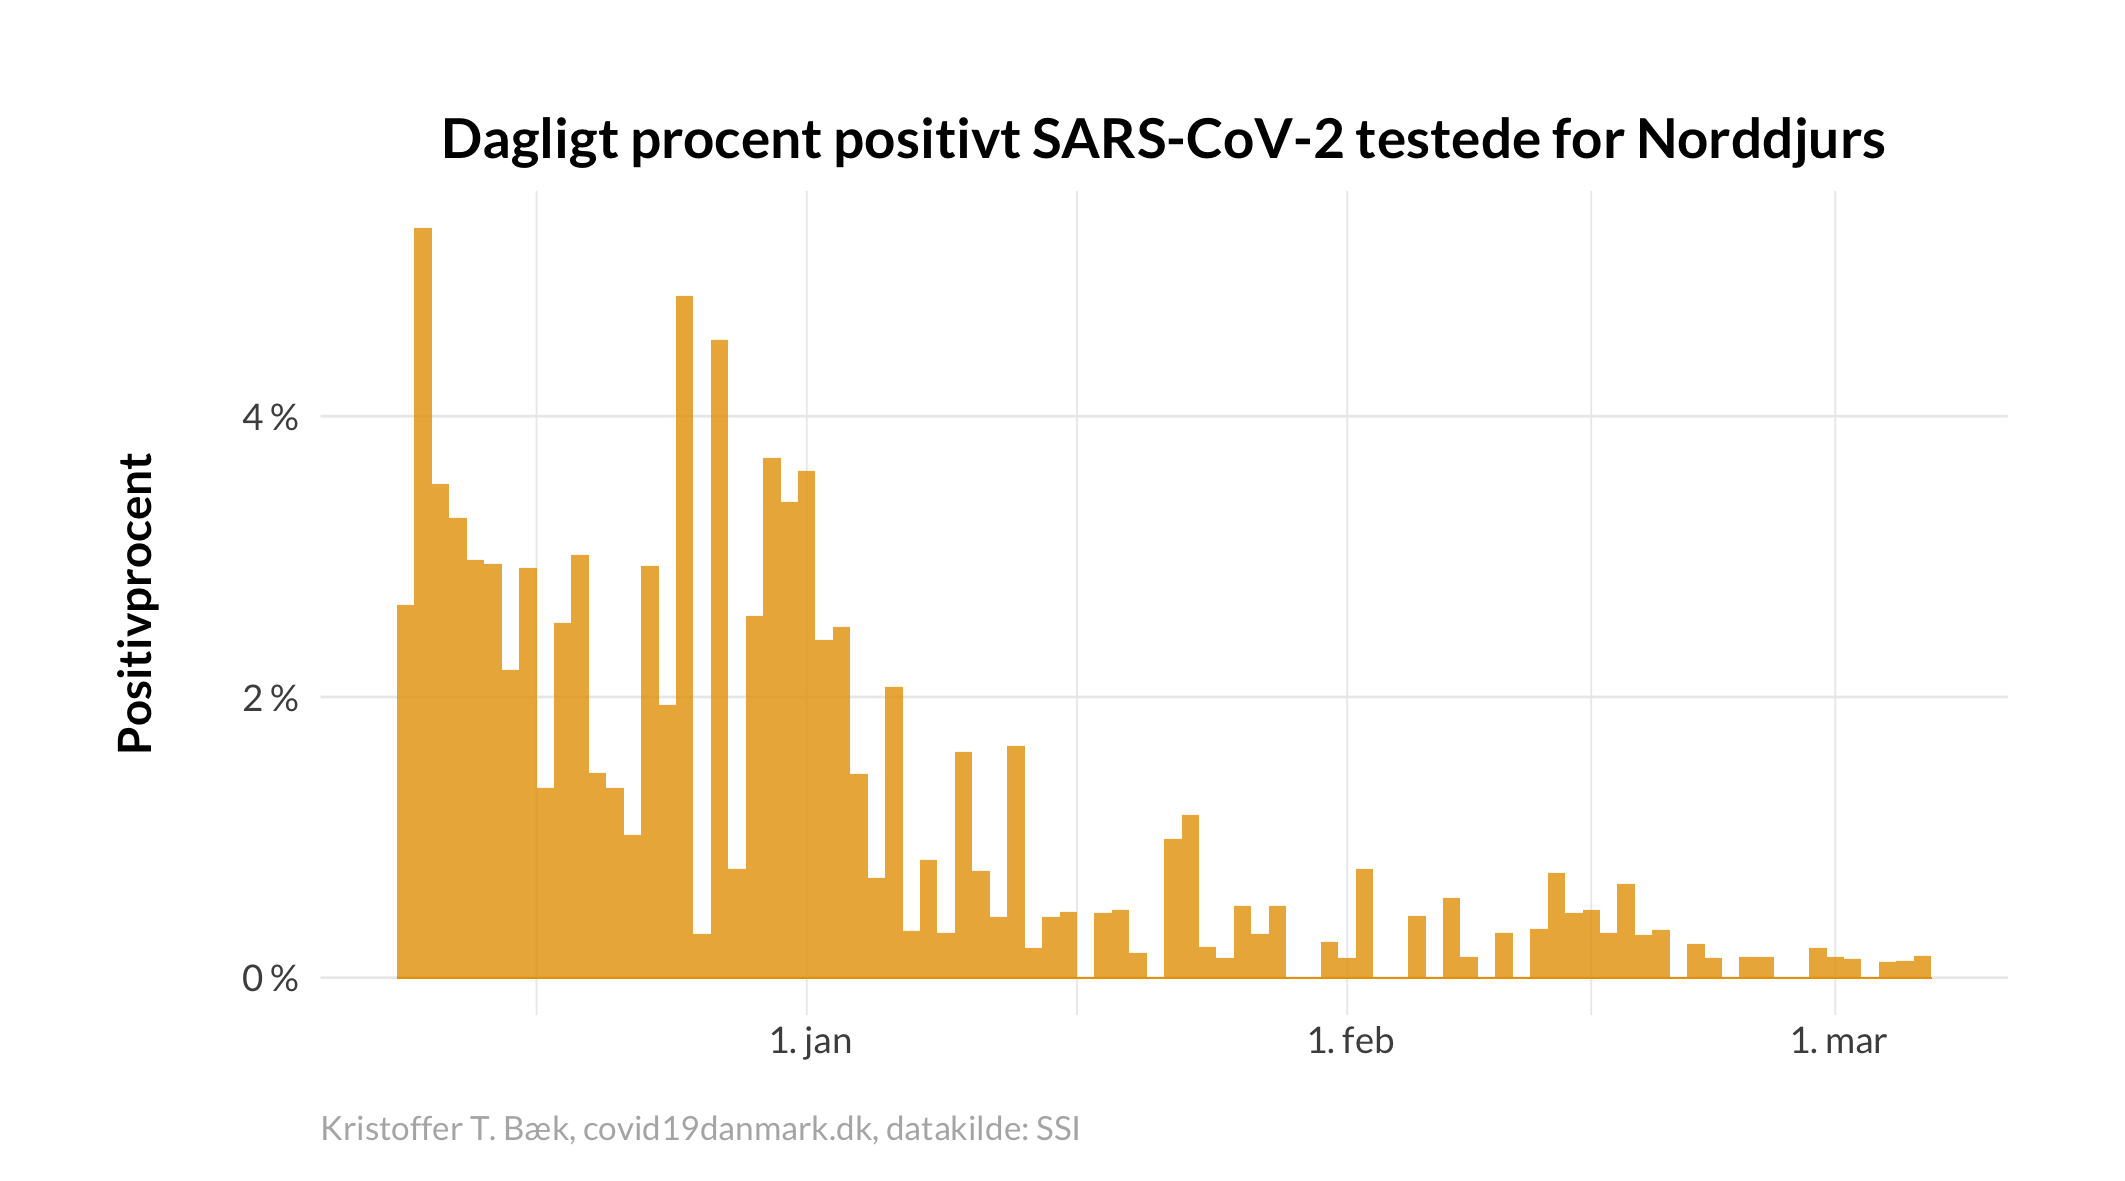 Dagligt procent positivt SARS-CoV-2 testede for Norddjurs
Positivprocent
4 %
2 %
0 %
1. jan
1. feb
1. mar
Kristoffer T. Bæk, covid19danmark.dk, datakilde: SSI